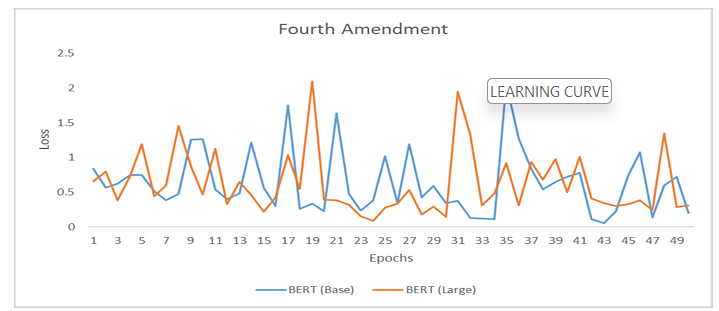 Fourth Amendment
2.5
2
1.5
1
0.5
0
Loss
LEARNING CURVE
1 3 5 7 9 11 13 15 17 19 21 23 25 27 29 31 33 35 37 39 41 43 45 47 49
Epochs
BERT (Base) BERT (Large)